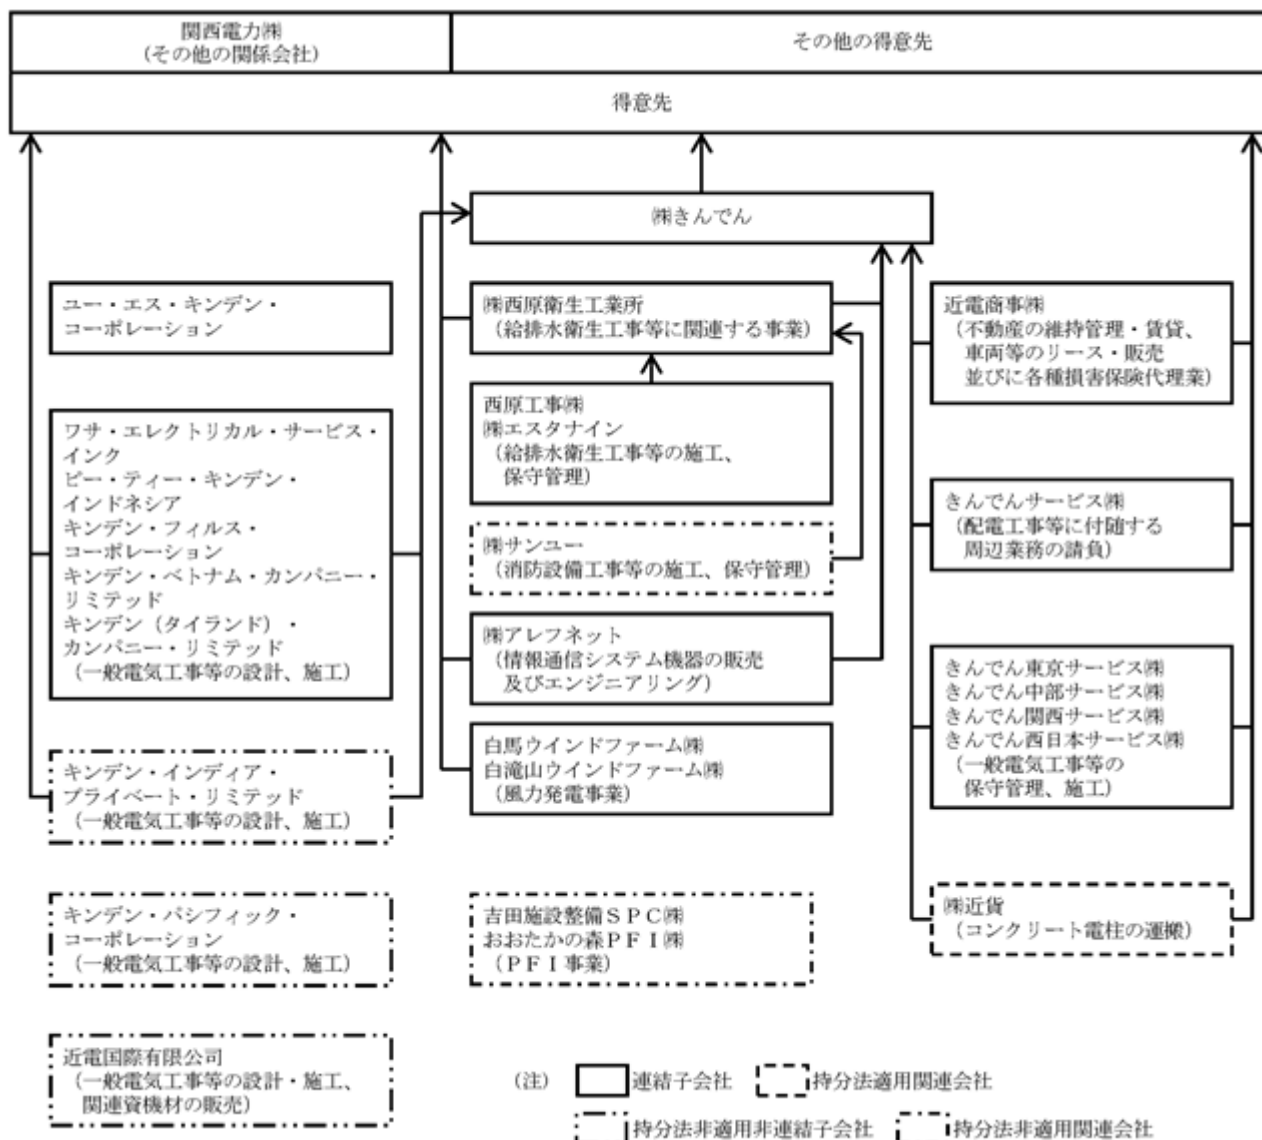 関西電力㈱
(その他の関係会社)
その他の得意先
得意先
㈱きんでん
ユー・エス・キンデン・
コーポレーション
ワサ・エレクトリカル・サービス・
インク
ピー・ティー・キンデン・
インドネシア
キンデン・フィルス・
コーポレーション
キンデン・ベトナム・カンパニー・
リミテッド
キンデン（タイランド）・
カンパニー・リミテッド
（一般電気工事等の設計、施工）
キンデン・インディア・
プライベート・リミテッド
（一般電気工事等の設計、施工）
キンデン・パシフィック・
コーポレーション
（一般電気工事等の設計、施工）
近電国際有限公司
（一般電気工事等の設計・施工、
関連資機材の販売）
㈱西原衛生工業所
（給排水衛生工事等に関連する事業）
西原工事㈱
㈱エスタナイン
（給排水衛生工事等の施工、
保守管理）
㈱サンユー
（消防設備工事等の施工、保守管理）
㈱アレフネット
（情報通信システム機器の販売
及びエンジニアリング）
白馬ウインドファーム㈱
白滝山ウインドファーム㈱
（風力発電事業）
吉田施設整備ＳＰＣ㈱
おおたかの森ＰＦＩ㈱
（ＰＦＩ事業）
近電商事㈱
（不動産の維持管理・賃貸、
車両等のリース・販売
並びに各種損害保険代理業）
きんでんサービス㈱
（配電工事等に付随する
周辺業務の請負）
きんでん東京サービス㈱
きんでん中部サービス㈱
きんでん関西サービス㈱
きんでん西日本サービス㈱
（一般電気工事等の
保守管理、施工）
㈱近貨
（コンクリート電柱の運搬）
（注） 連結子会社 持分法適用関連会社
持分法非適用非連結子会社 持分法非適用関連会社